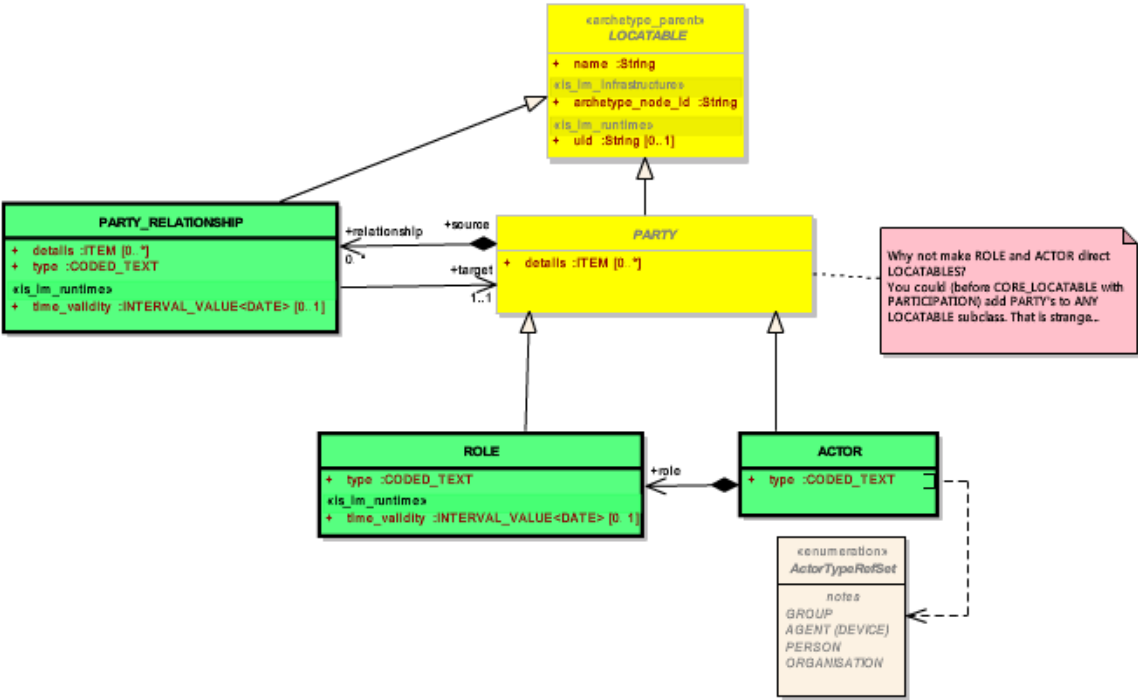 «archetype_parent»
LOCATABLE
+ name :String
«is_im_infrastructure»
+ archetype_node_id :String
«is_im_runtime»
+ uid :String [0..1]
PARTY_RELATIONSHIP
+ details :ITEM [0..*]
+ type :CODED_TEXT
«is_im_runtime»
+ time_validity :INTERVAL_VALUE<DATE> [0..1]
+relationship
0..*
+source
+target
1..1
PARTY
+ details :ITEM [0..*]
Why not make ROLE and ACTOR direct
LOCATABLES?
You could (before CORE_LOCATABLE with
PARTICIPATION) add PARTY's to ANY
LOCATABLE subclass. That is strange...
ROLE
+ type :CODED_TEXT
«is_im_runtime»
+ time_validity :INTERVAL_VALUE<DATE> [0..1]
+role
ACTOR
+ type :CODED_TEXT
«enumeration»
ActorTypeRefSet
notes
GROUP
AGENT (DEVICE)
PERSON
ORGANISATION